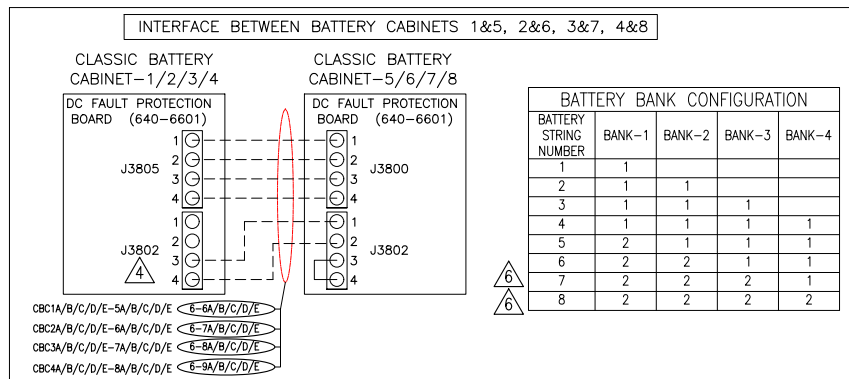 INTERFACE BETWEEN BATTERY CABINETS 1&5, 2&6, 3&7, 4&8
CLASSIC BATTERY
CABINET-1/2/3/4
DC FAULT PROTECTION
BOARD (640-6601)
J3805
1
2
3
4
J3802
1
2
3
4
4
CLASSIC BATTERY
CABINET-5/6/7/8
DC FAULT PROTECTION
BOARD (640-6601)
1
2
3
4
J3800
1
2
3
4
J3802
CBC1A/B/C/D/E-5A/B/C/D/E 6-6A/B/C/D/E
CBC2A/B/C/D/E-6A/B/C/D/E 6-7A/B/C/D/E
CBC3A/B/C/D/E-7A/B/C/D/E 6-8A/B/C/D/E
CBC4A/B/C/D/E-8A/B/C/D/E 6-9A/B/C/D/E
BATTERY BANK CONFIGURATION
BATTERY STRING NUMBER BANK-1 BANK-2 BANK-3 BANK-4
1 1
2 1 1
3 1 1 1
4 1 1 1 1
5 2 1 1 1
6 2 2 1 1
6 7 2 2 2 1
6 8 2 2 2 2